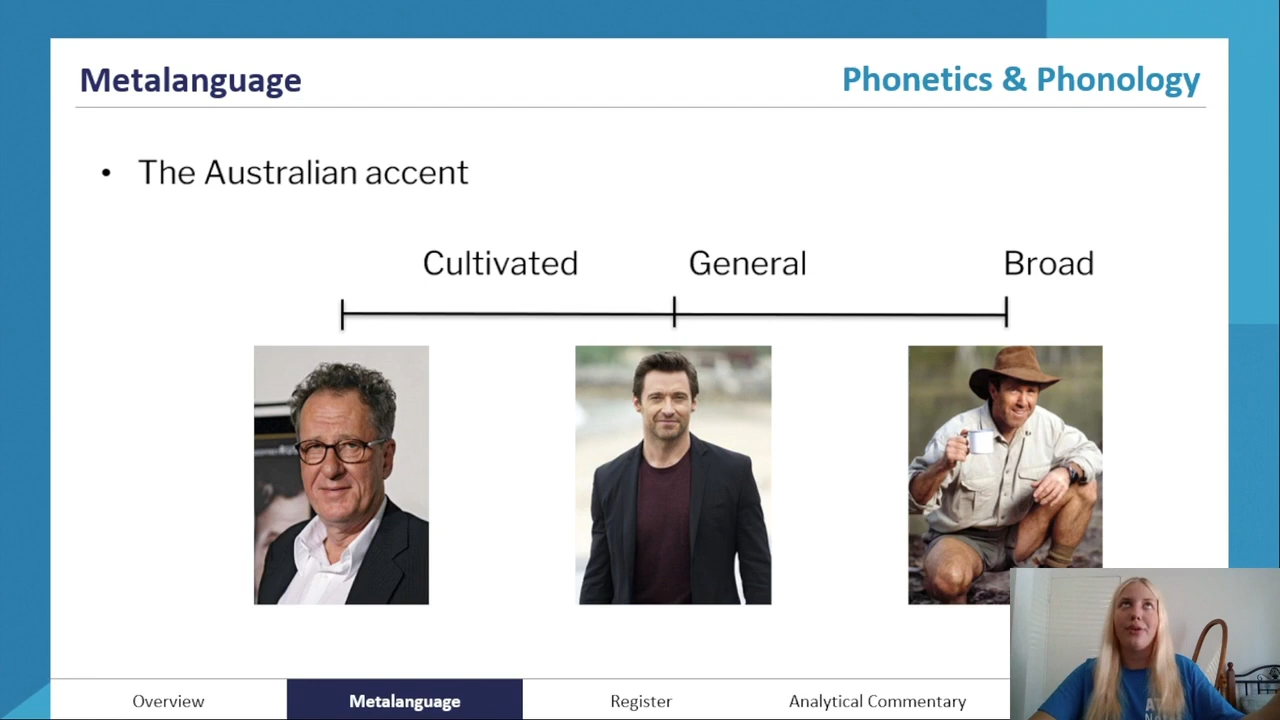 Metalanguage
Phonetics & Phonology
• The Australian accent
Cultivated General Broad
Overview Metalanguage Register Analytical Commentary